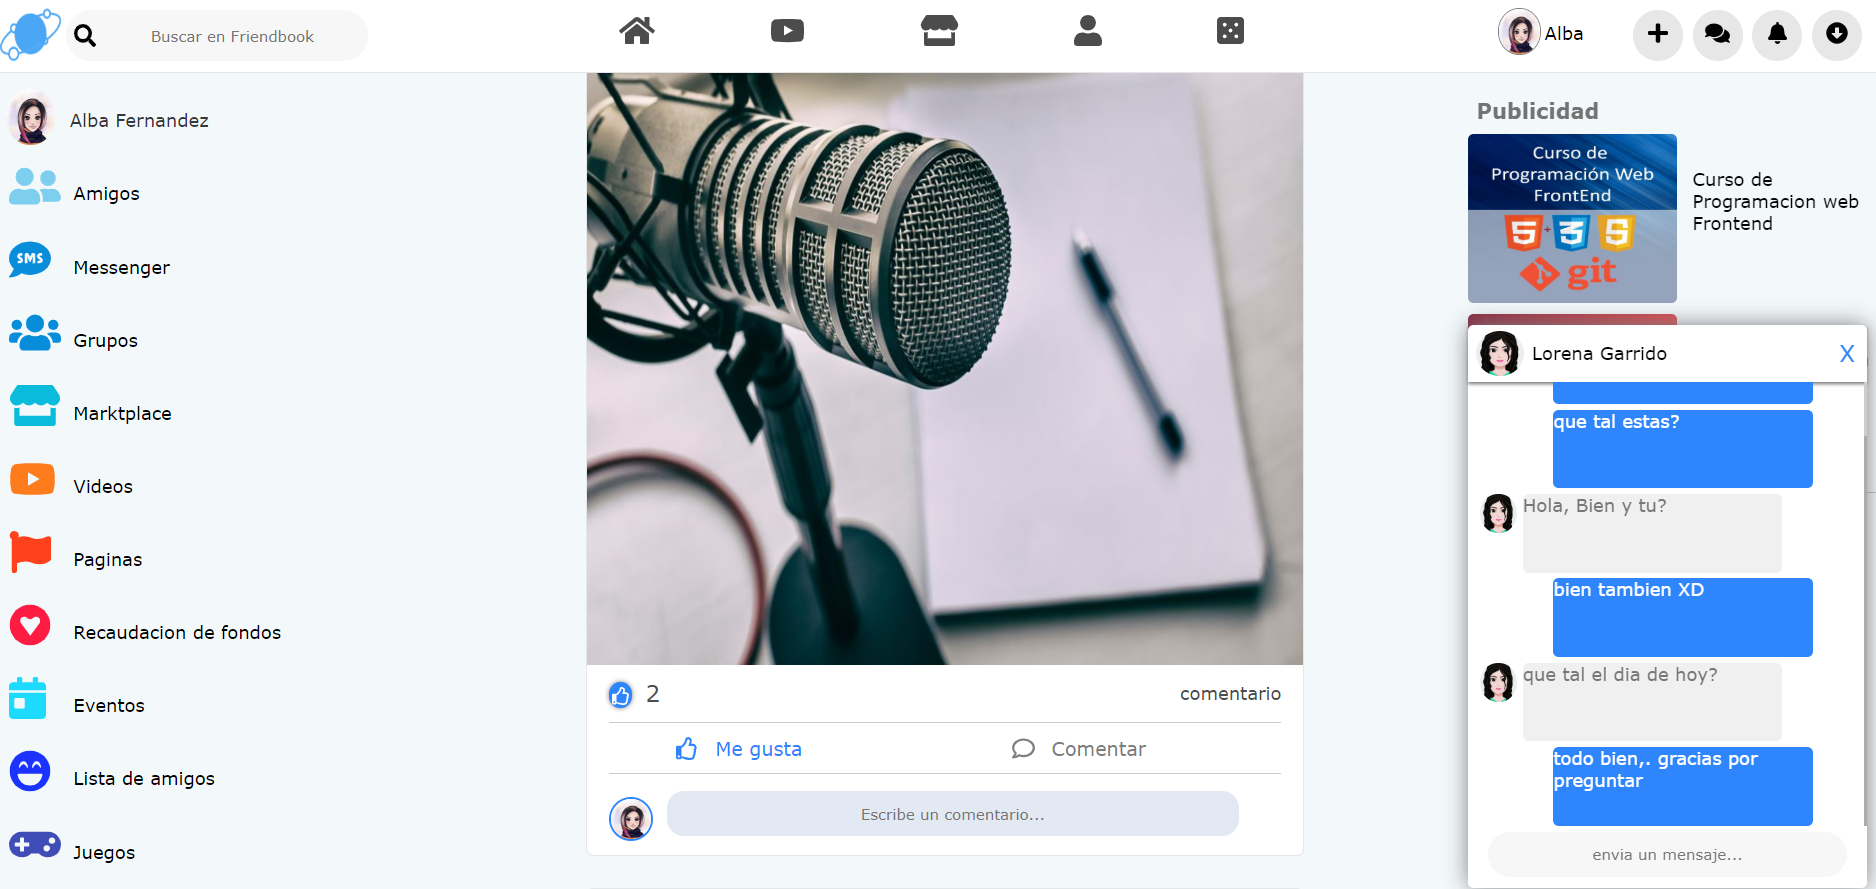 Buscar en Friendbook
Alba
Alba Fernandez
Amigos
SMS
Messenger
Grupos
Marktplace
Videos
Paginas
Recaudacion de fondos
Eventos
Lista de amigos
Juegos
2
comentario
Me gusta
Comentar
Escribe un comentario...
Publicidad
Curso de
Programación Web
FrontEnd
5 + 3 S
git
Curso de
Programacion web
Frontend
Lorena Garrido
X
que tal estas?
Hola, Bien y tu?
bien tambien XD
que tal el dia de hoy?
todo bien,. gracias por
preguntar
envia un mensaje...